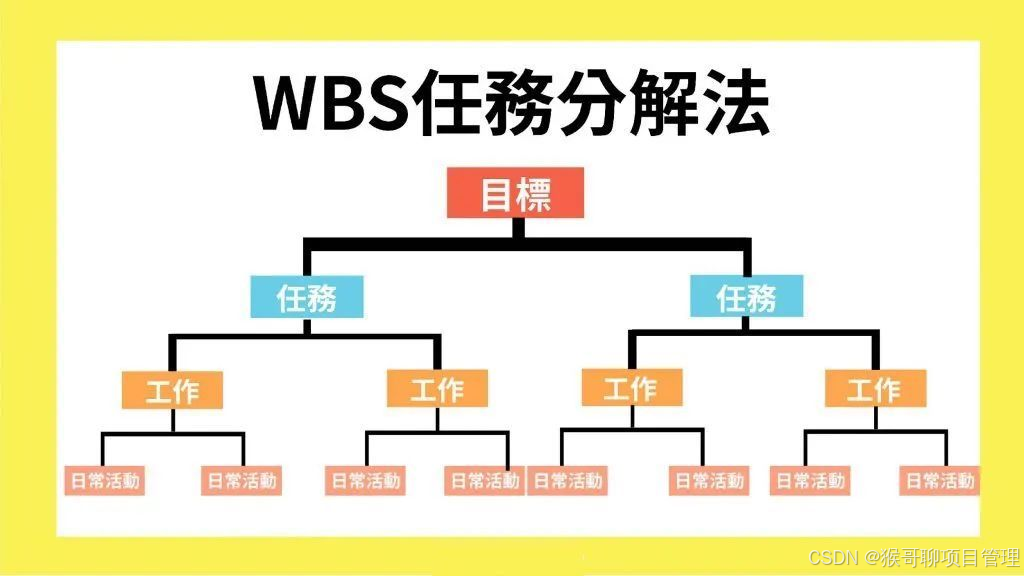 WBS任務分解法
目標
任務 任務
工作 工作 工作 工作
日常活動 日常活動 日常活動 日常活動 日常活動 日常活動 日常活動 日常活動
CSDN @猴哥聊项目管理